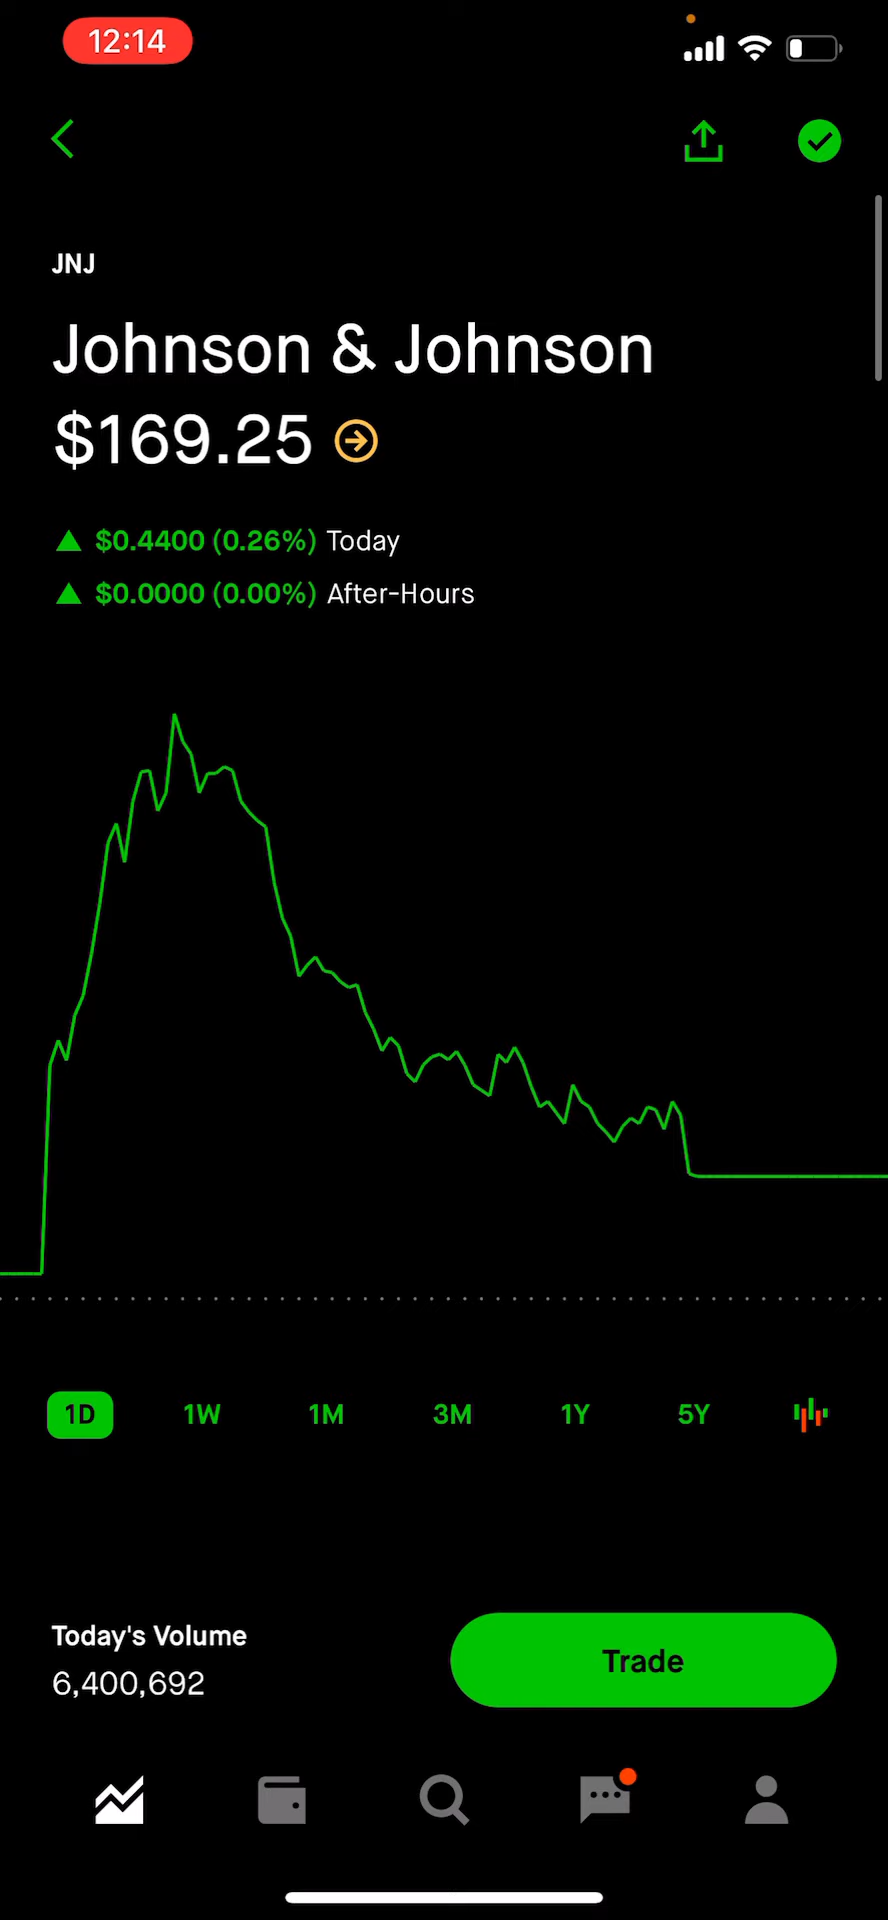 12:14
JNJ
Johnson & Johnson
$169.25
$0.4400 (0.26%) Today
$0.0000 (0.00%) After-Hours
1D 1W 1M 3M 1Y 5Y
Today's Volume
6,400,692
Trade